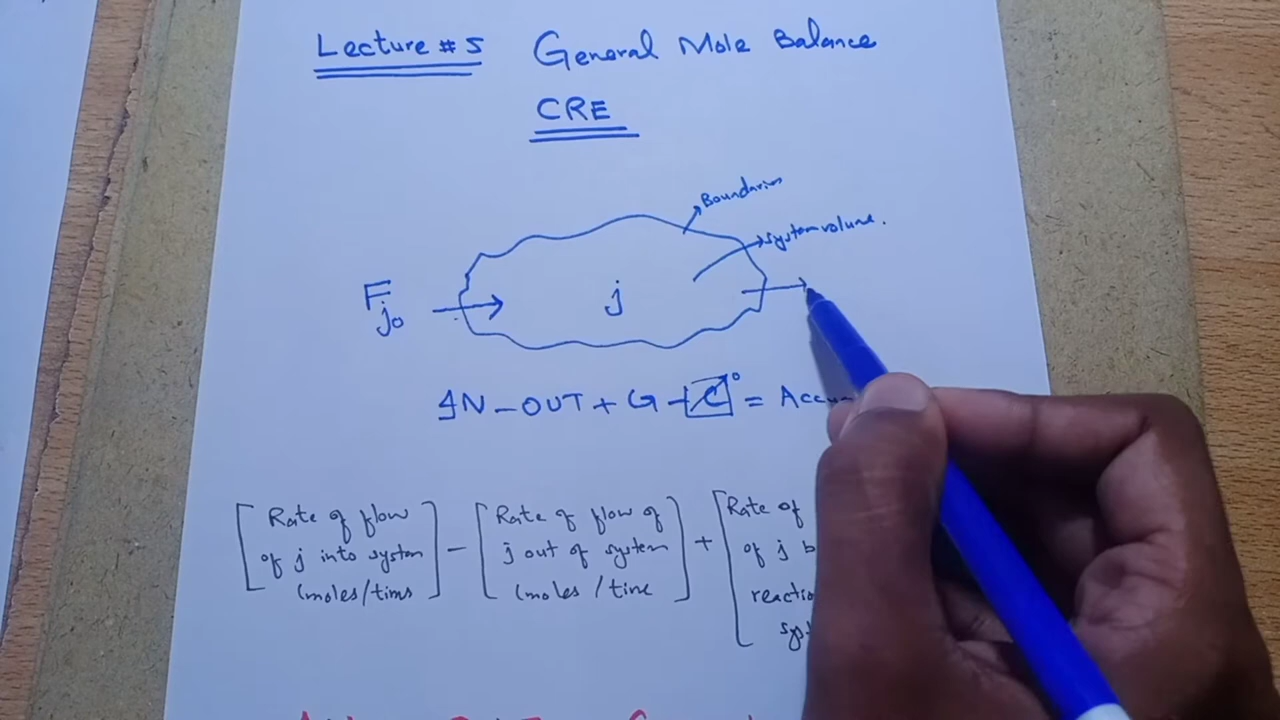 Lecture # 5 General Mole Balance
CRE
Boundaries
System volume.
Fj0
j
IN - OUT + G - C° = Accu
[Rate of flow of j into system (moles/time] - [Rate of flow of j out of system (moles / time] + [Rate of
of j b
reactio
sys